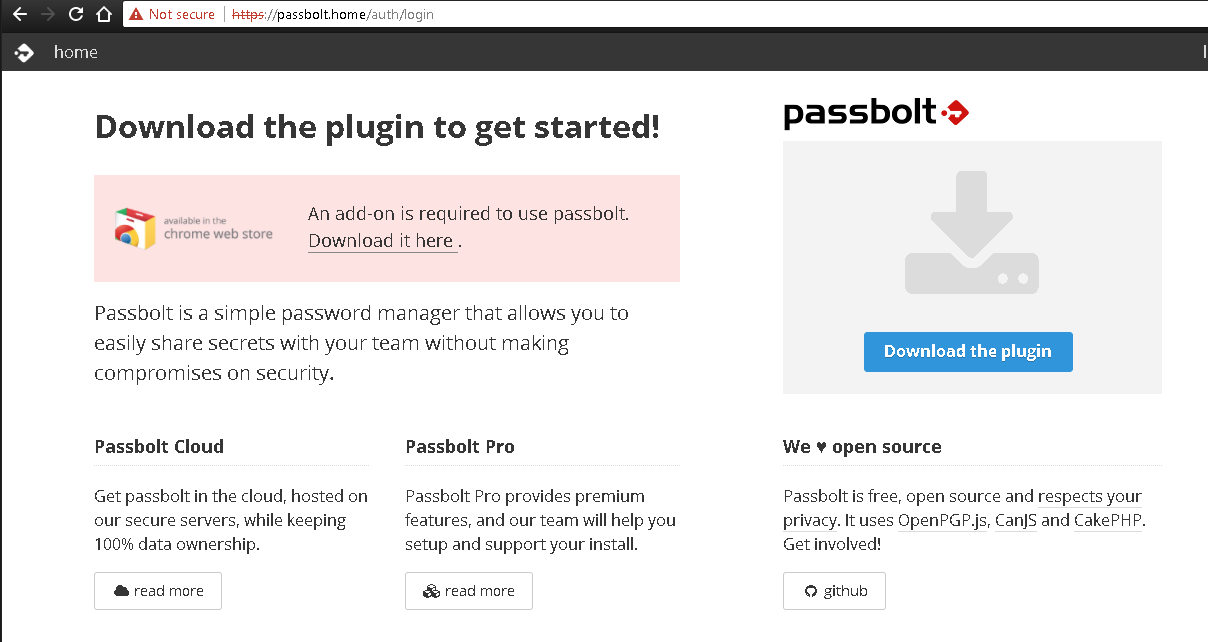 Not secure https://passbolt.home/auth/login
home
Download the plugin to get started!
available in the
chrome web store
An add-on is required to use passbolt.
Download it here .
Passbolt is a simple password manager that allows you to
easily share secrets with your team without making
compromises on security.
passbolt
Download the plugin
Passbolt Cloud
Get passbolt in the cloud, hosted on
our secure servers, while keeping
100% data ownership.
read more
Passbolt Pro
Passbolt Pro provides premium
features, and our team will help you
setup and support your install.
read more
We ♥ open source
Passbolt is free, open source and respects your
privacy. It uses OpenPGP.js, CanJS and CakePHP.
Get involved!
github